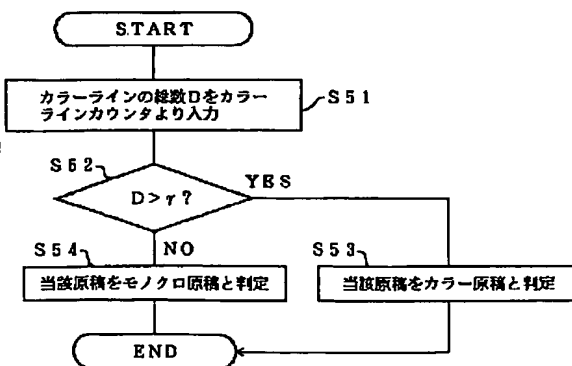 START
カラーラインの総数Dをカラー
ラインカウンタより入力
S51
S52
D>γ?
YES
S54
NO
S53
当該原稿をモノクロ原稿と判定
当該原稿をカラー原稿と判定
END